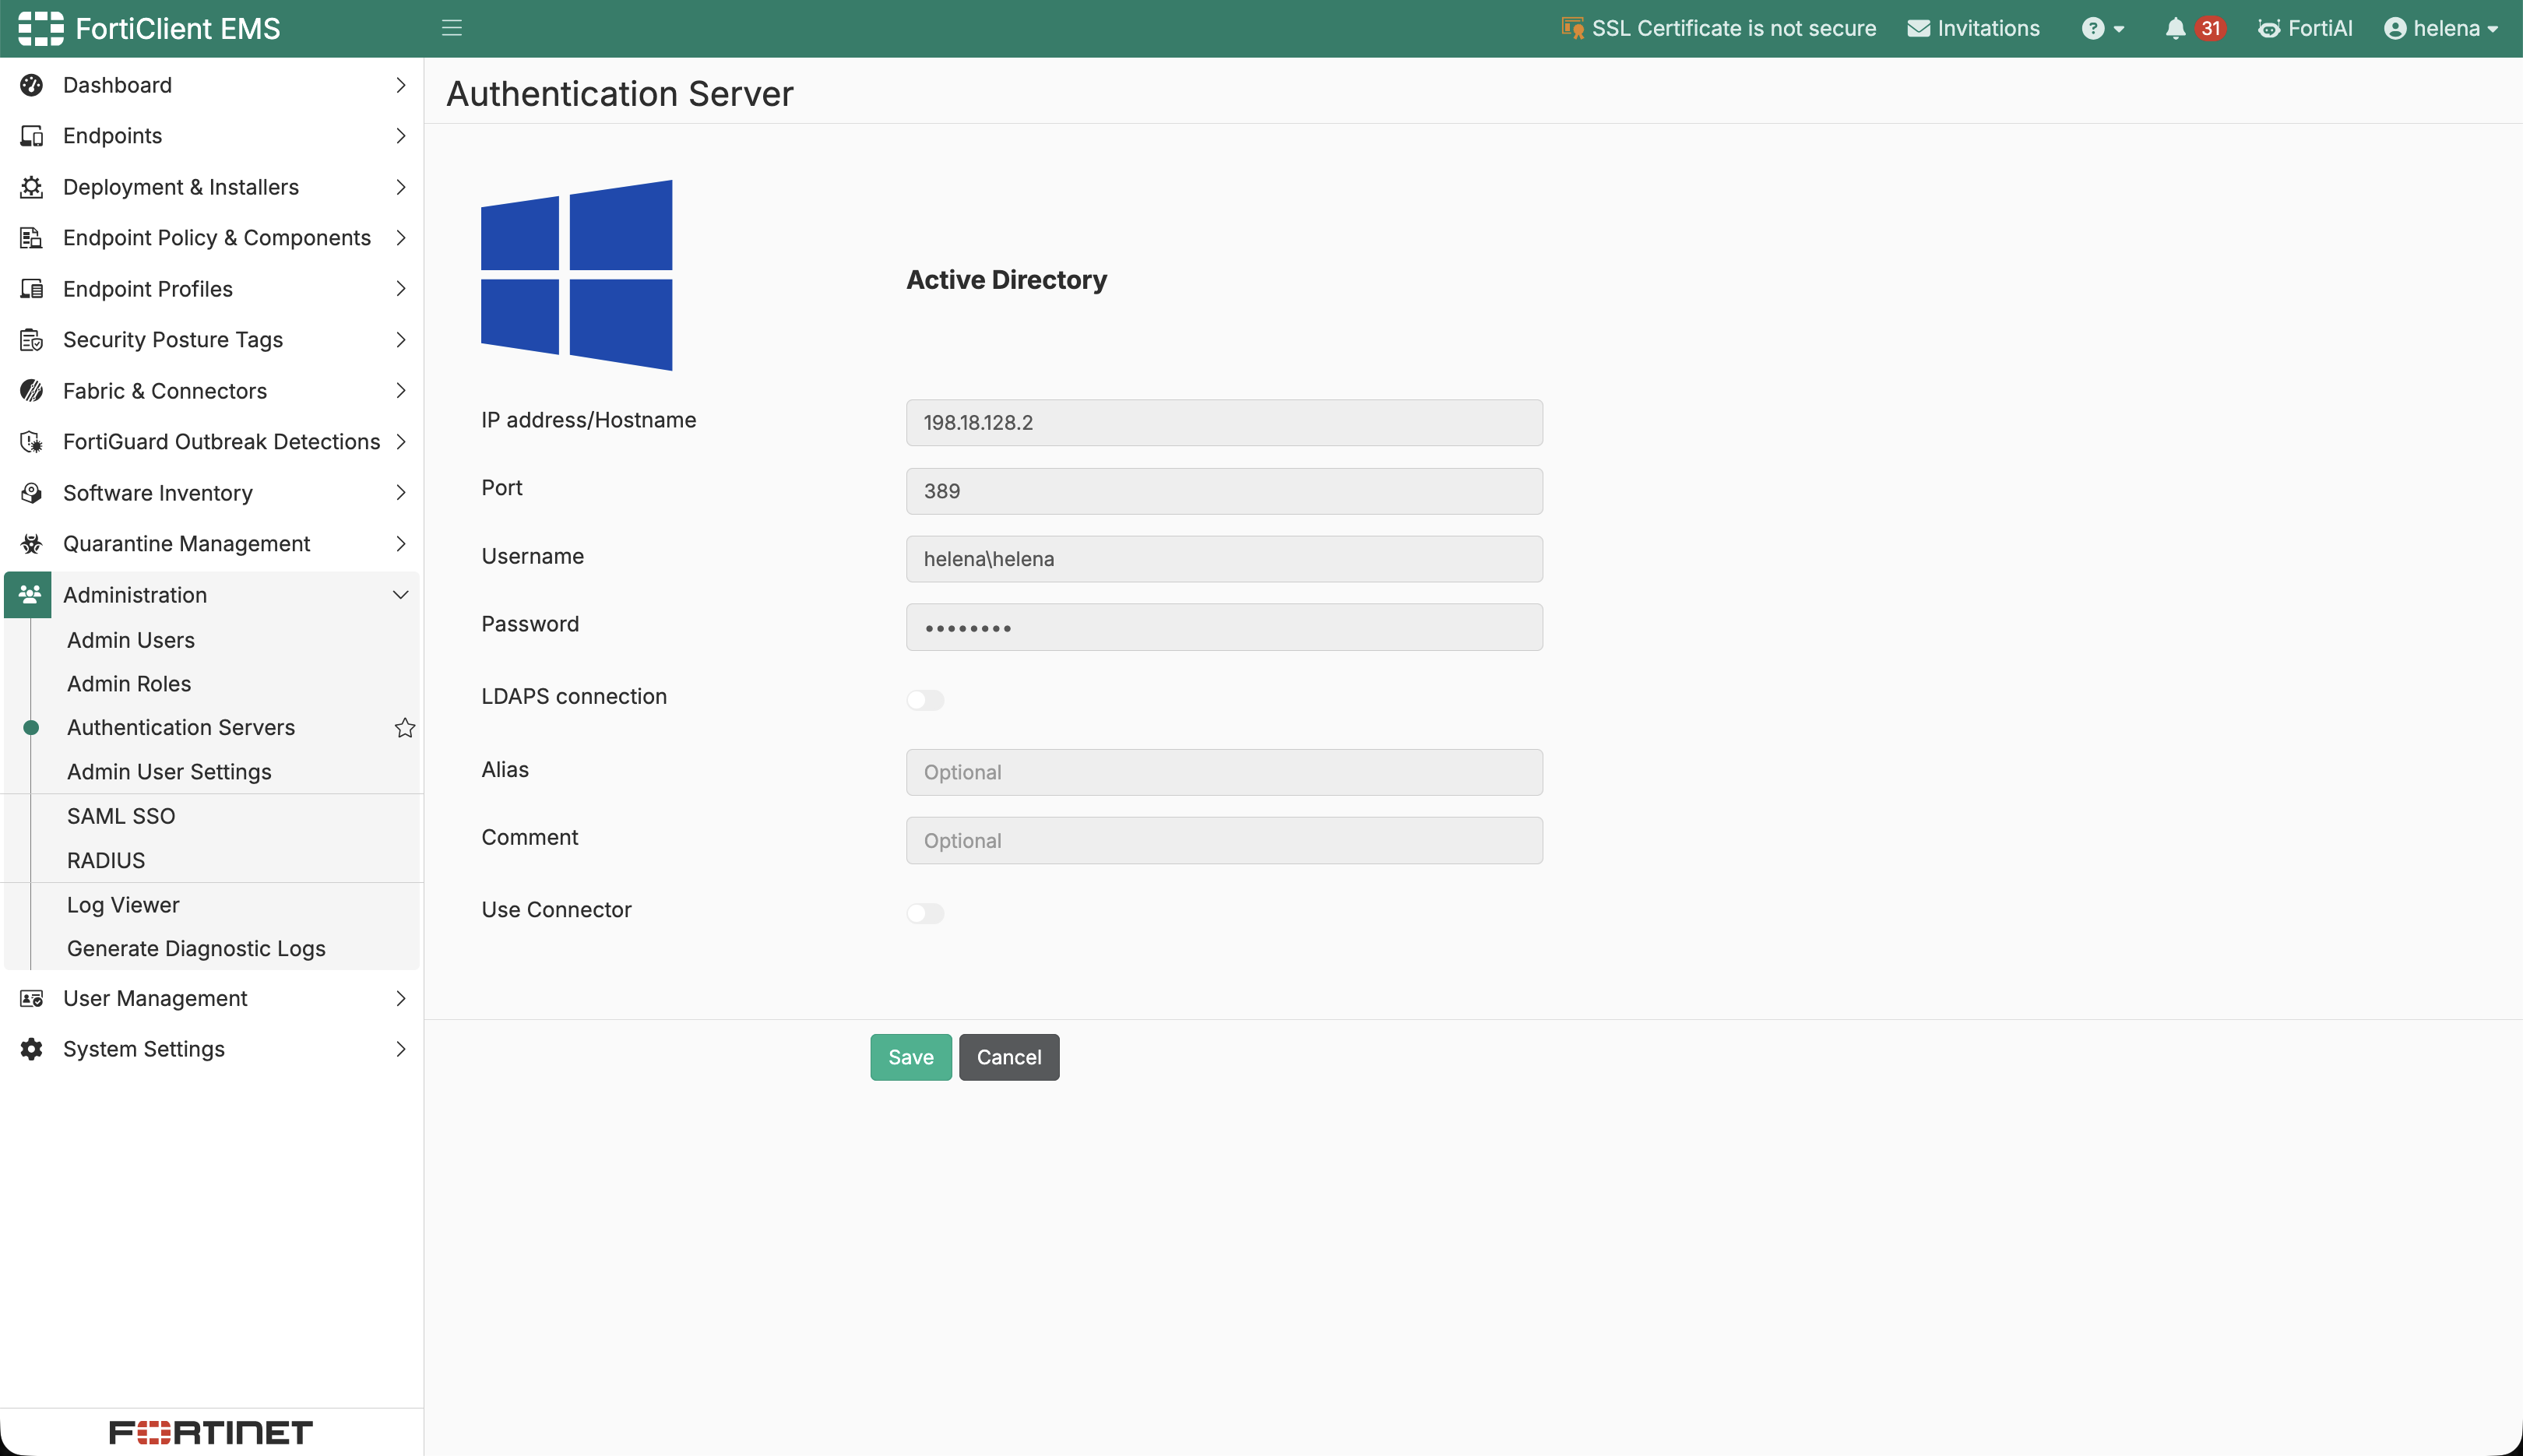 FortiClient EMS
SSL Certificate is not secure
Invitations
?
31
FortiAI
helena
Dashboard
Endpoints
Deployment & Installers
Endpoint Policy & Components
Endpoint Profiles
Security Posture Tags
Fabric & Connectors
FortiGuard Outbreak Detections
Software Inventory
Quarantine Management
Administration
Admin Users
Admin Roles
Authentication Servers
Admin User Settings
SAML SSO
RADIUS
Log Viewer
Generate Diagnostic Logs
User Management
System Settings
FORTINET
Authentication Server
Active Directory
IP address/Hostname
198.18.128.2
Port
389
Username
helena\helena
Password
••••••••
LDAPS connection
Alias
Optional
Comment
Optional
Use Connector
Save
Cancel